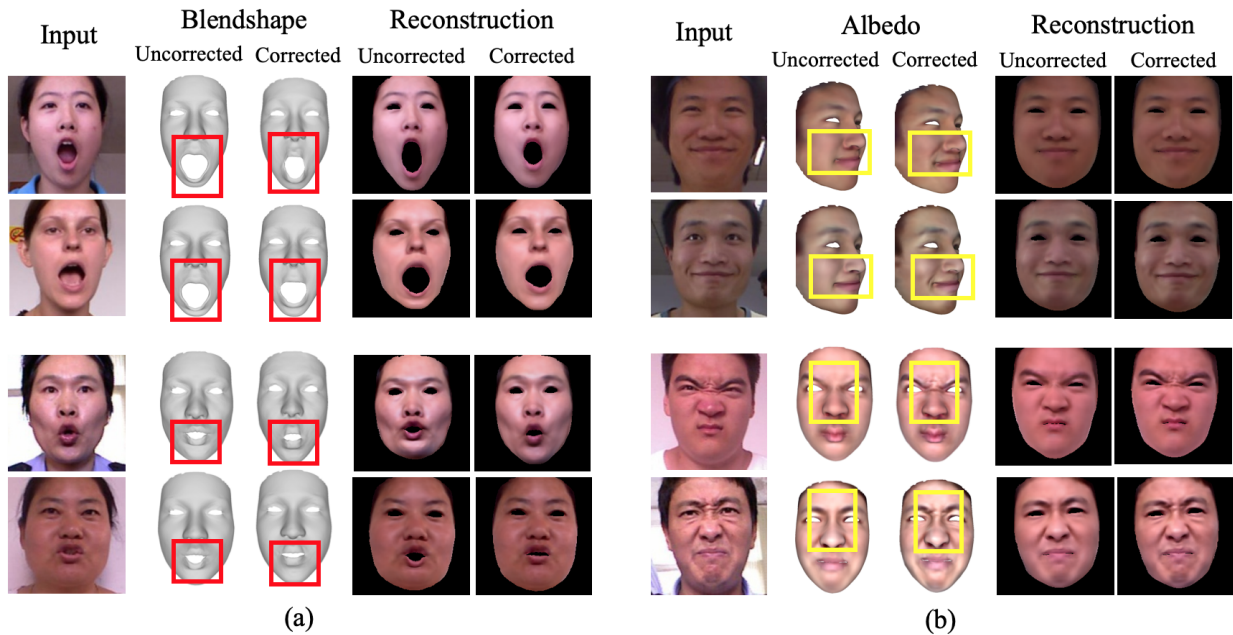 Input Blendshape Reconstruction
Uncorrected Corrected Uncorrected Corrected
(a)
Input Albedo Reconstruction
Uncorrected Corrected Uncorrected Corrected
(b)